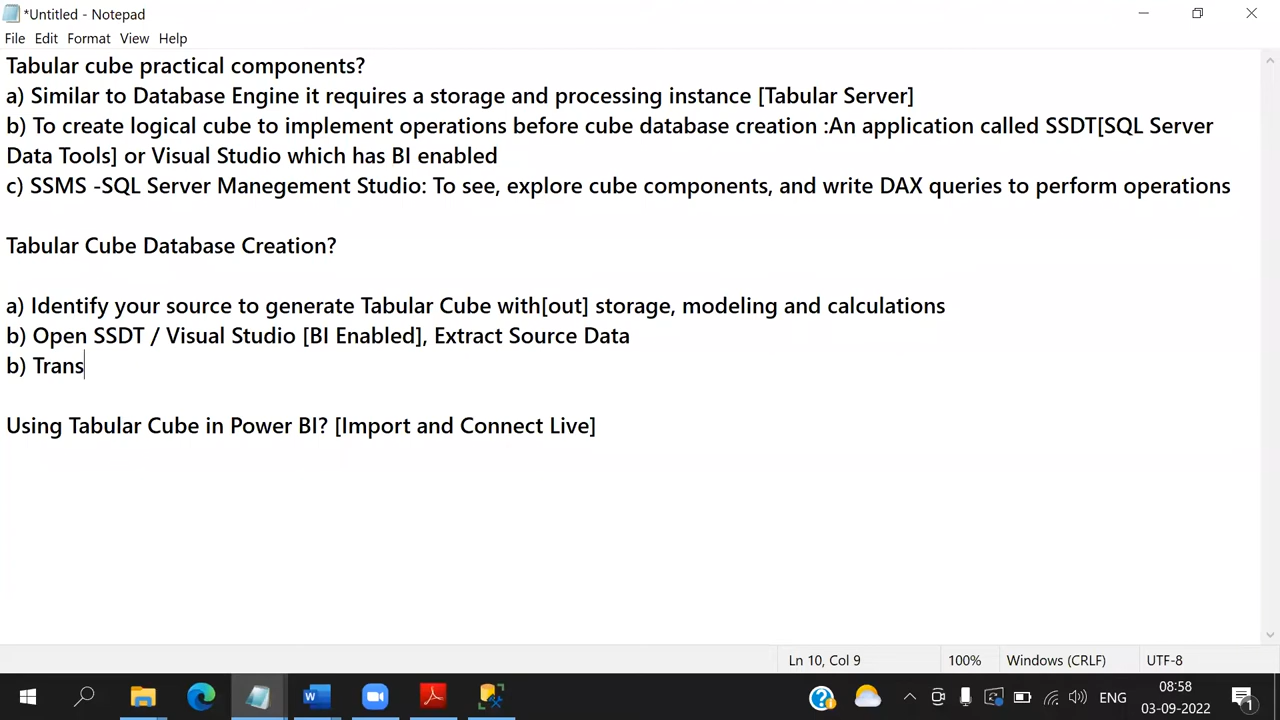 *Untitled - Notepad
File Edit Format View Help
Tabular cube practical components?
a) Similar to Database Engine it requires a storage and processing instance [Tabular Server]
b) To create logical cube to implement operations before cube database creation :An application called SSDT[SQL Server
Data Tools] or Visual Studio which has BI enabled
c) SSMS -SQL Server Manegement Studio: To see, explore cube components, and write DAX queries to perform operations
Tabular Cube Database Creation?
a) Identify your source to generate Tabular Cube with[out] storage, modeling and calculations
b) Open SSDT / Visual Studio [BI Enabled], Extract Source Data
b) Trans
Using Tabular Cube in Power BI? [Import and Connect Live]
Ln 10, Col 9 100% Windows (CRLF) UTF-8
ENG 08:58
03-09-2022 1